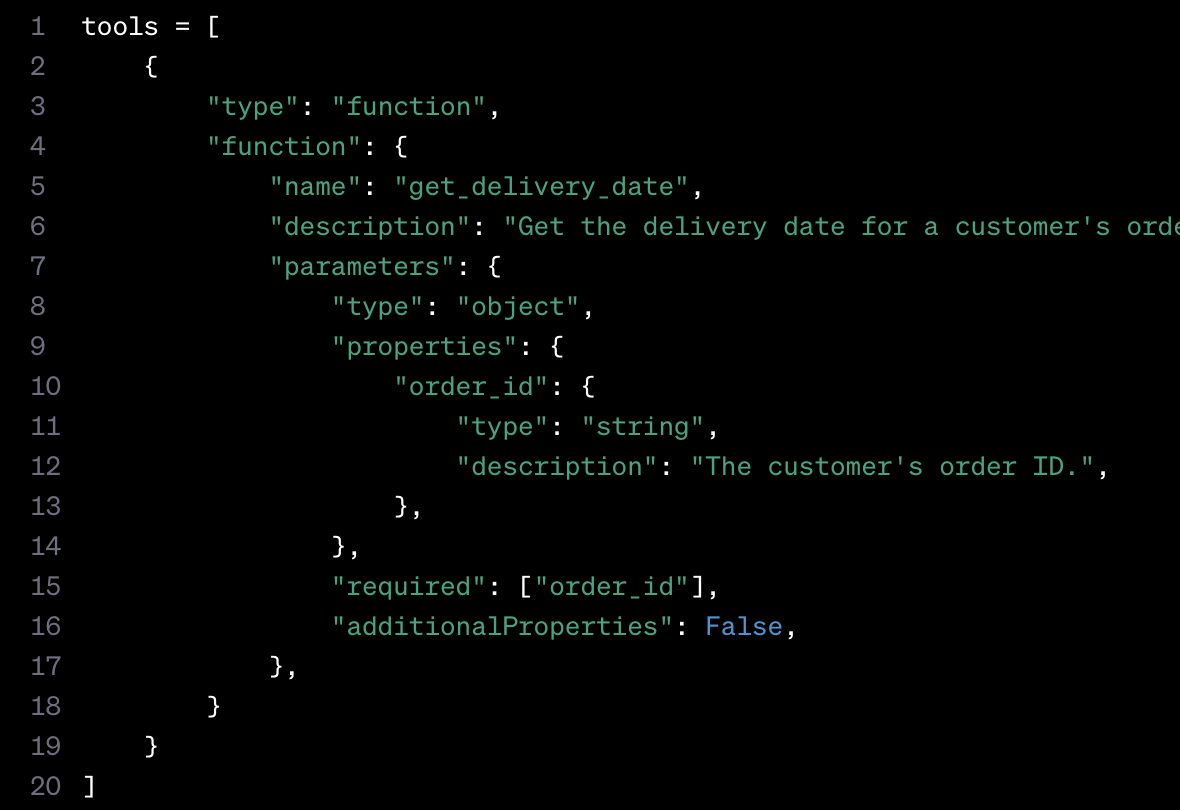 1 tools = [
2     {
3         "type": "function",
4         "function": {
5             "name": "get_delivery_date",
6             "description": "Get the delivery date for a customer's
7             "parameters": {
8                 "type": "object",
9                 "properties": {
10                     "order_id": {
11                         "type": "string",
12                         "description": "The customer's order ID.",
13                     },
14                 },
15                 "required": ["order_id"],
16                 "additionalProperties": False,
17             },
18         }
19     }
20 ]